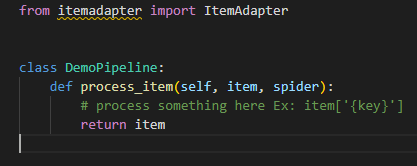 from itemadapter import ItemAdapter
class DemoPipeline:
def process_item(self, item, spider):
# process something here Ex: item['{key}']
return item